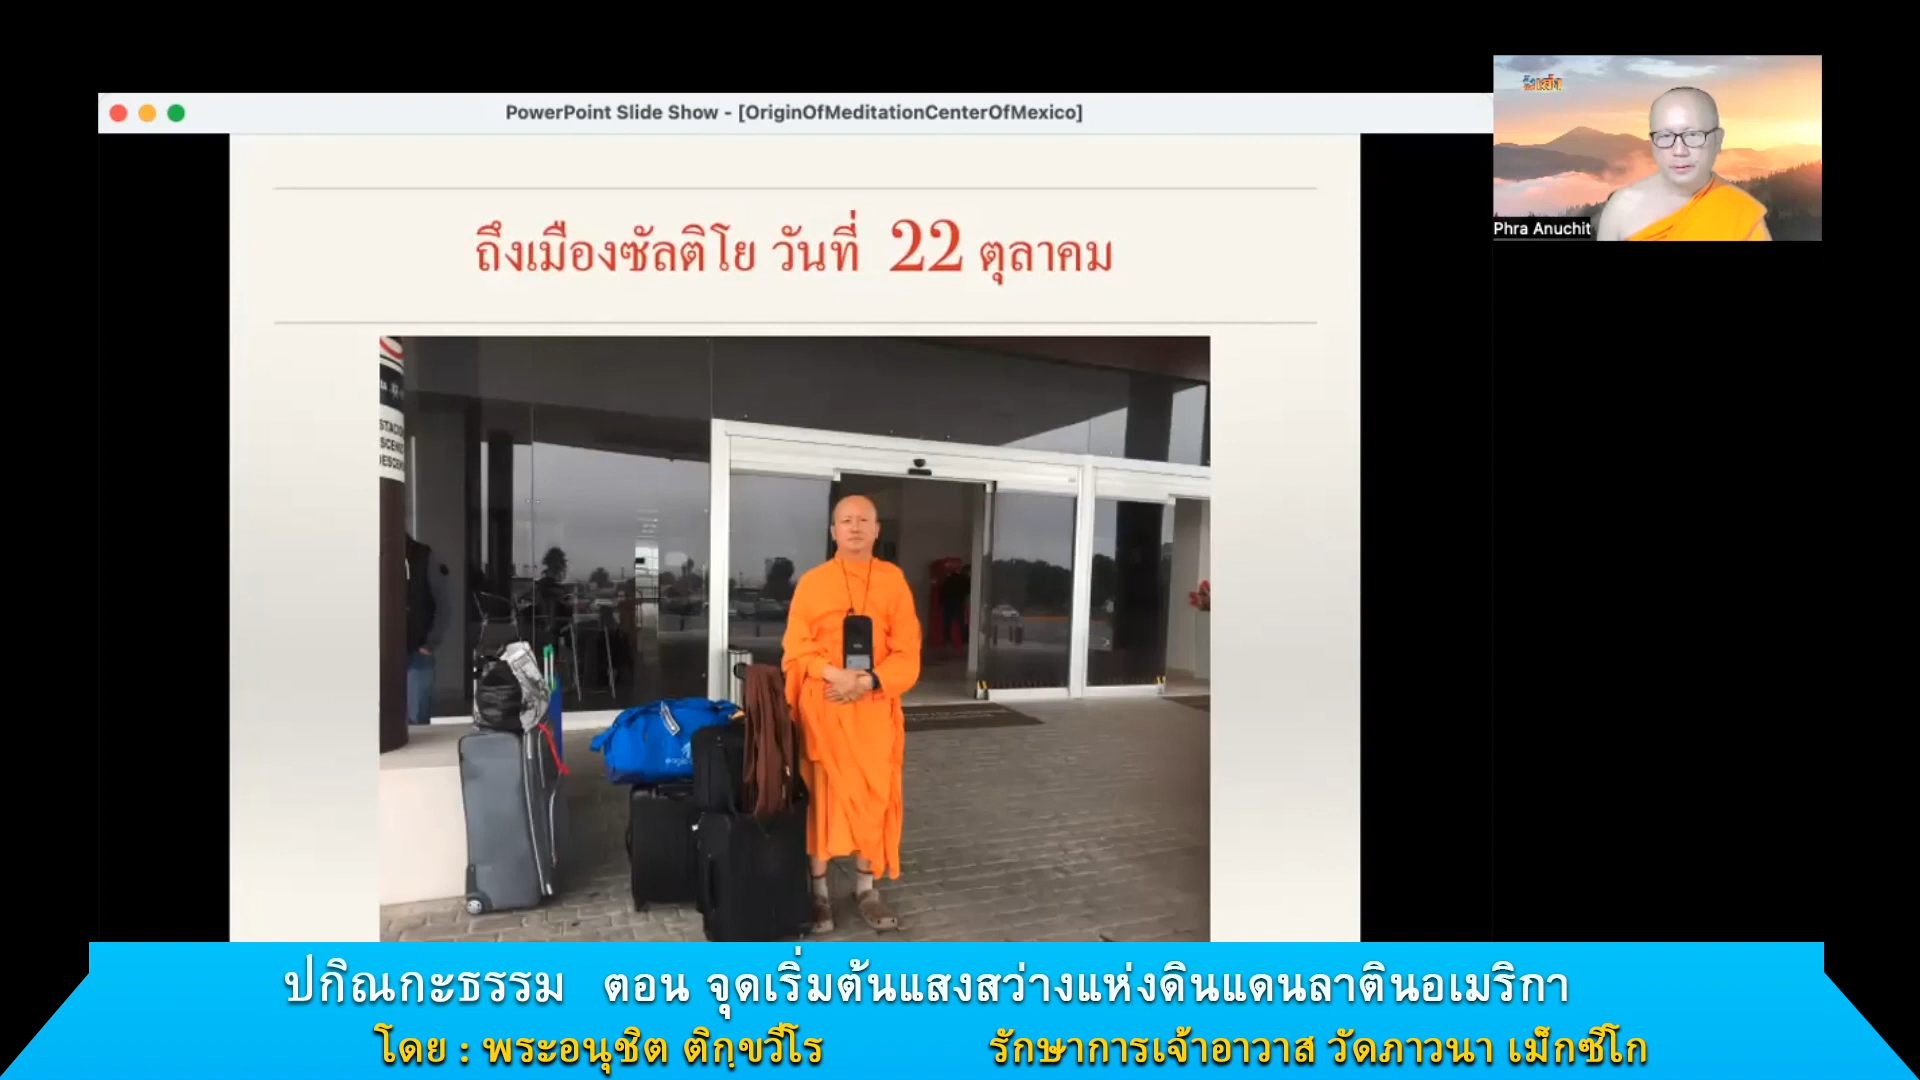 PowerPoint Slide Show - [OriginOfMeditationCenterOfMexico]
Phra Anuchit
ถึงเมืองซัลติโย วันที่ 22 ตุลาคม
ปกิณกะธรรม ตอน จุดเริ่มต้นแสงสว่างแห่งดินแดนลาตินอเมริกา
โดย : พระอนุชิต ติกฺขวีโร รักษาการเจ้าอาวาส วัดภาวนา เม็กซีโก